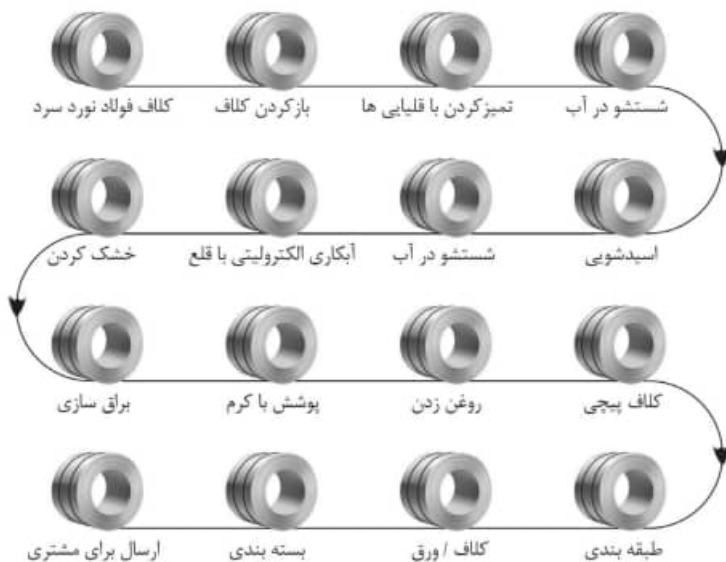 کلاف فولاد نورد سرد
بازکردن کلاف
تمیزکردن با قلیایی ها
شستشو در آب
اسیدشویی
شستشو در آب
آبکاری الکترولیتی با قلع
خشک کردن
براق سازی
پوشش با کرم
روغن زدن
کلاف پیچی
طبقه بندی
کلاف / ورق
بسته بندی
ارسال برای مشتری